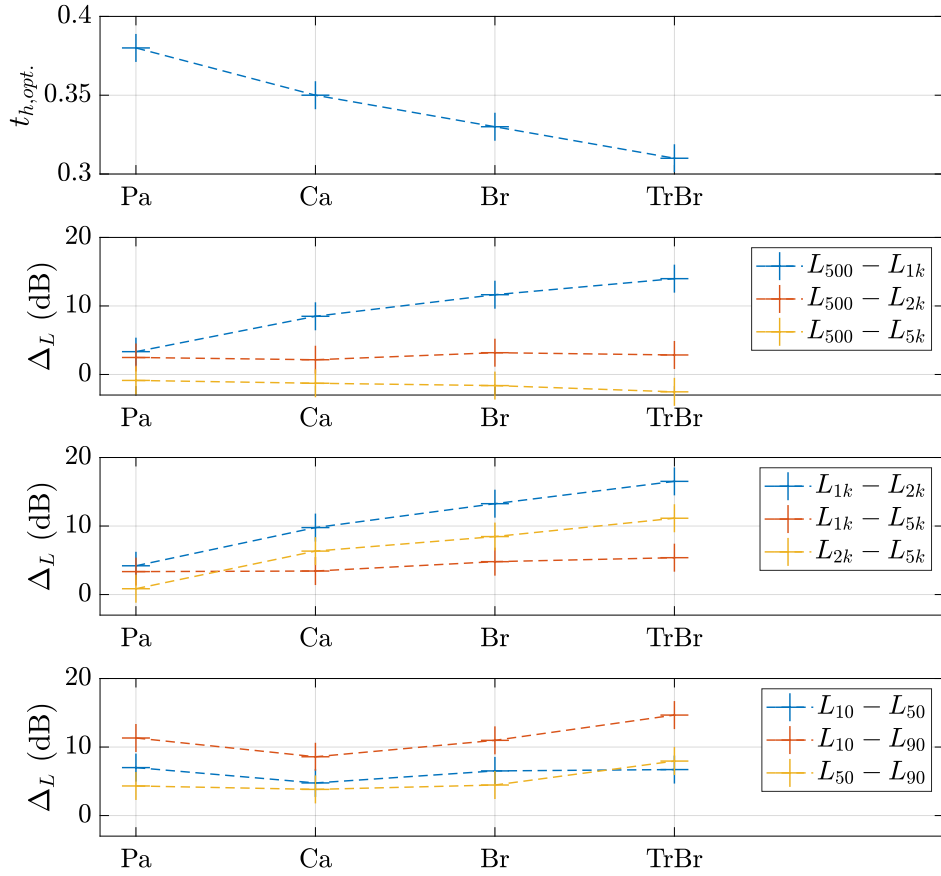 0.4
0.35
0.3
t_{h,opt.}
Pa Ca Br TrBr
20
10
0
Δ_L (dB)
L_{500} − L_{1k}
L_{500} − L_{2k}
L_{500} − L_{5k}
Pa Ca Br TrBr
20
10
0
Δ_L (dB)
L_{1k} − L_{2k}
L_{1k} − L_{5k}
L_{2k} − L_{5k}
Pa Ca Br TrBr
20
10
0
Δ_L (dB)
L_{10} − L_{50}
L_{10} − L_{90}
L_{50} − L_{90}
Pa Ca Br TrBr